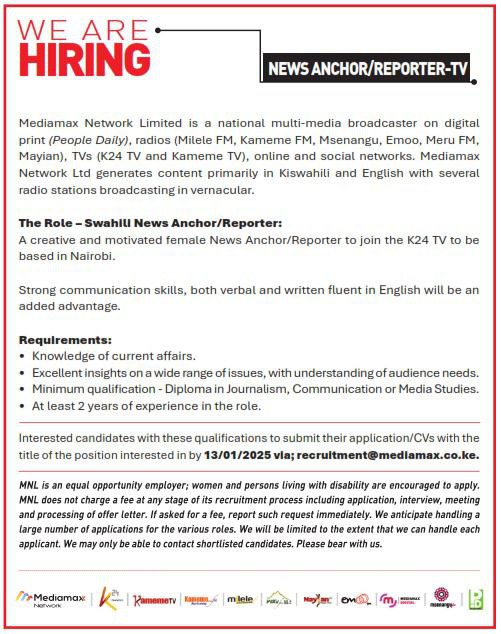 WE ARE
HIRING
NEWS ANCHOR/REPORTER-TV
Mediamax Network Limited is a national multi-media broadcaster on digital
print (People Daily), radios (Milele FM, Kameme FM, Msenangu, Emoo, Meru FM,
Mayian), TVs (K24 TV and Kameme TV), online and social networks. Mediamax
Network Ltd generates content primarily in Kiswahili and English with several
radio stations broadcasting in vernacular.
The Role – Swahili News Anchor/Reporter:
A creative and motivated female News Anchor/Reporter to join the K24 TV to be
based in Nairobi.
Strong communication skills, both verbal and written fluent in English will be an
added advantage.
Requirements:
• Knowledge of current affairs.
• Excellent insights on a wide range of issues, with understanding of audience needs.
• Minimum qualification - Diploma in Journalism, Communication or Media Studies.
• At least 2 years of experience in the role.
Interested candidates with these qualifications to submit their application/CVs with the
title of the position interested in by 13/01/2025 via; recruitment@mediamax.co.ke.
MNL is an equal opportunity employer; women and persons living with disability are encouraged to apply.
MNL does not charge a fee at any stage of its recruitment process including application, interview, meeting
and processing of offer letter. If asked for a fee, report such request immediately. We anticipate handling a
large number of applications for the various roles. We will be limited to the extent that we can handle each
applicant. We may only be able to contact shortlisted candidates. Please bear with us.
Mediamax
Network
KamemeTV
Kameme
milele
Mayian
emoo
MEDIAMAX
DIGITAL
msenangu